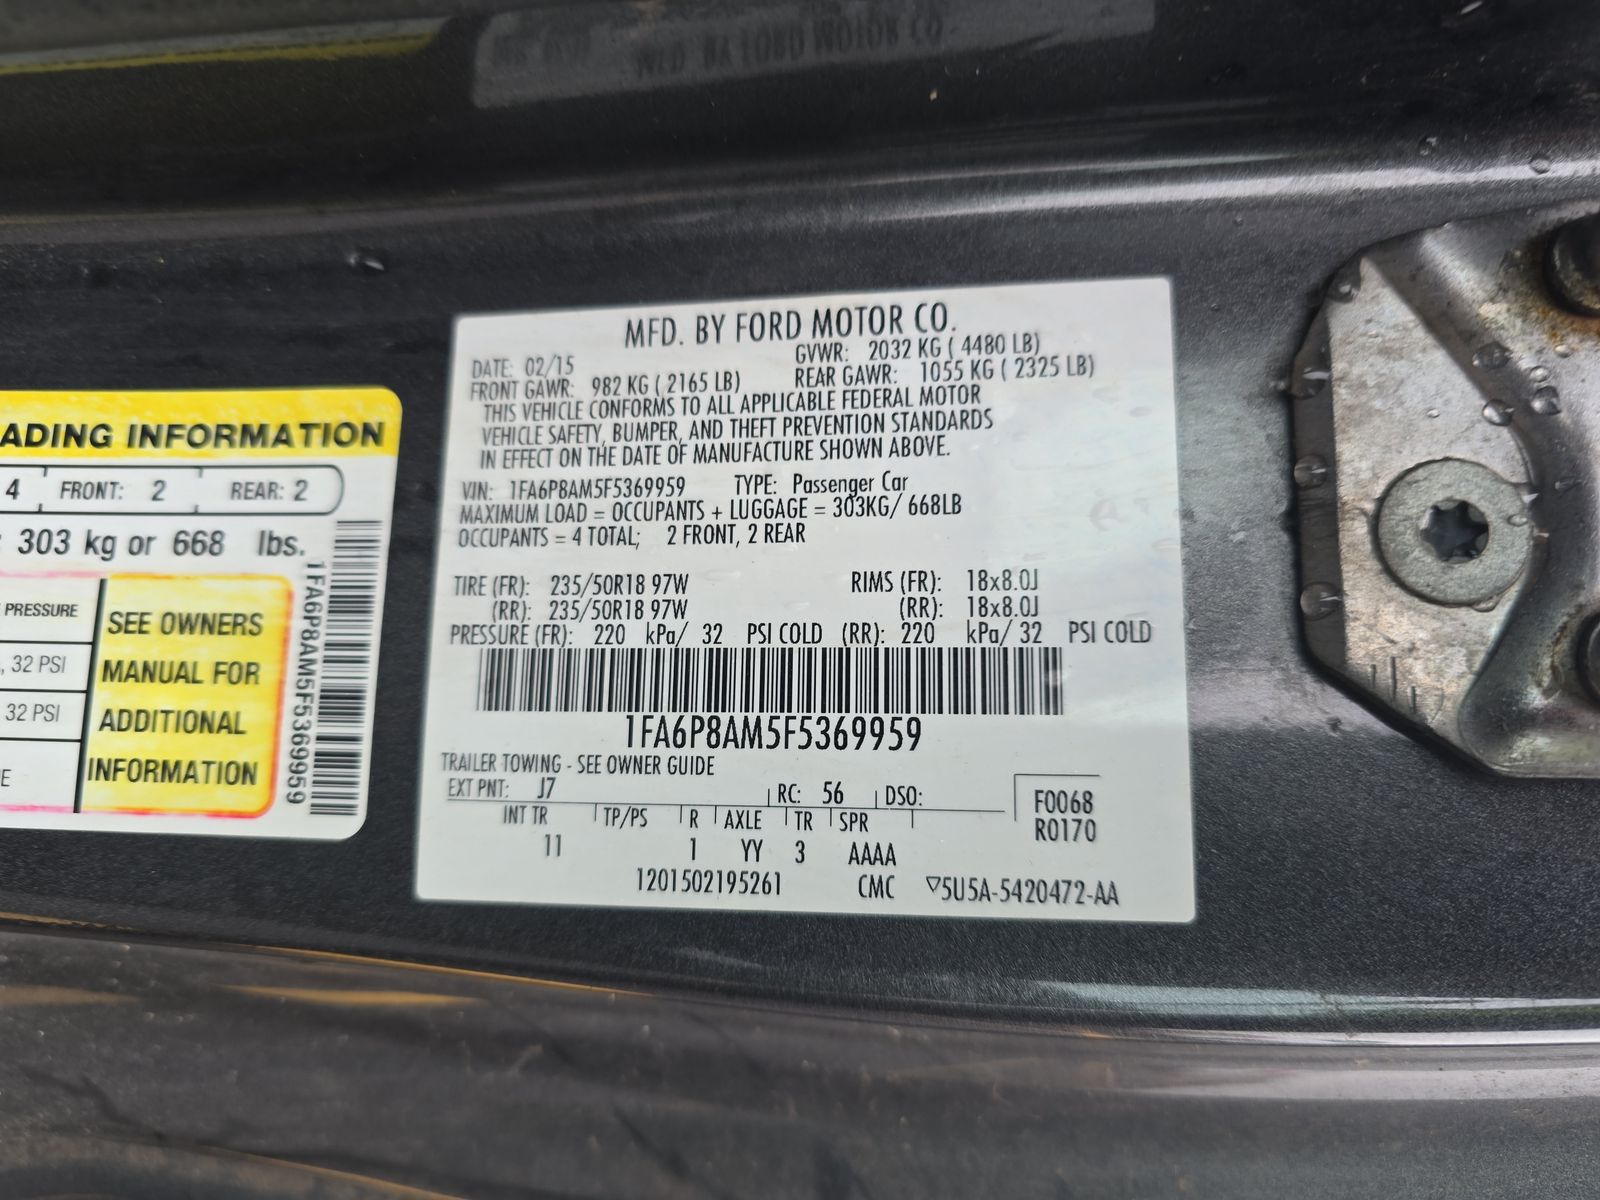 MFD. BY FORD MOTOR CO.
DATE: 02/15 GVWR: 2032 KG ( 4480 LB)
FRONT GAWR: 982 KG ( 2165 LB) REAR GAWR: 1055 KG ( 2325 LB)
THIS VEHICLE CONFORMS TO ALL APPLICABLE FEDERAL MOTOR
VEHICLE SAFETY, BUMPER, AND THEFT PREVENTION STANDARDS
IN EFFECT ON THE DATE OF MANUFACTURE SHOWN ABOVE.
VIN: 1FA6P8AM5F5369959 TYPE: Passenger Car
MAXIMUM LOAD = OCCUPANTS + LUGGAGE = 303KG/ 668LB
OCCUPANTS = 4 TOTAL; 2 FRONT, 2 REAR
TIRE (FR): 235/50R18 97W RIMS (FR): 18x8.0J
(RR): 235/50R18 97W (RR): 18x8.0J
PRESSURE (FR): 220 kPa/ 32 PSI COLD (RR): 220 kPa/ 32 PSI COLD
1FA6P8AM5F5369959
TRAILER TOWING - SEE OWNER GUIDE
EXT PNT: J7 RC: 56 DSO:
INT TR TP/PS R AXLE TR SPR
11 1 YY 3 AAAA
F0068
R0170
1201502195261 CMC ▽5U5A-5420472-AA
ADING INFORMATION
4 FRONT: 2 REAR: 2
: 303 kg or 668 lbs.
PRESSURE
, 32 PSI
32 PSI
E
SEE OWNERS
MANUAL FOR
ADDITIONAL
INFORMATION
1FA6P8AM5F5369959